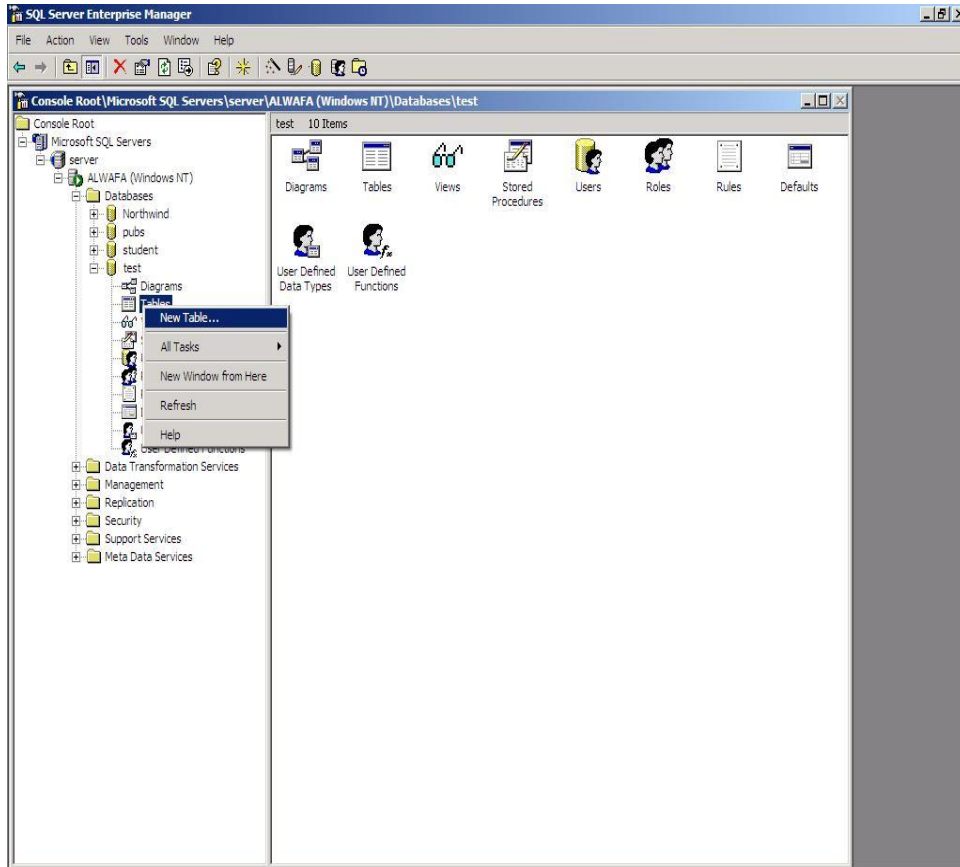 SQL Server Enterprise Manager
File Action View Tools Window Help
Console Root\Microsoft SQL Servers\server\ALWAFA (Windows NT)\Databases\test
Console Root
Microsoft SQL Servers
server
ALWAFA (Windows NT)
Databases
Northwind
pubs
student
test
Diagrams
Tables
User Defined Functions
Data Transformation Services
Management
Replication
Security
Support Services
Meta Data Services
New Table...
All Tasks
New Window from Here
Refresh
Help
test 10 Items
Diagrams Tables Views Stored Procedures Users Roles Rules Defaults
User Defined Data Types User Defined Functions